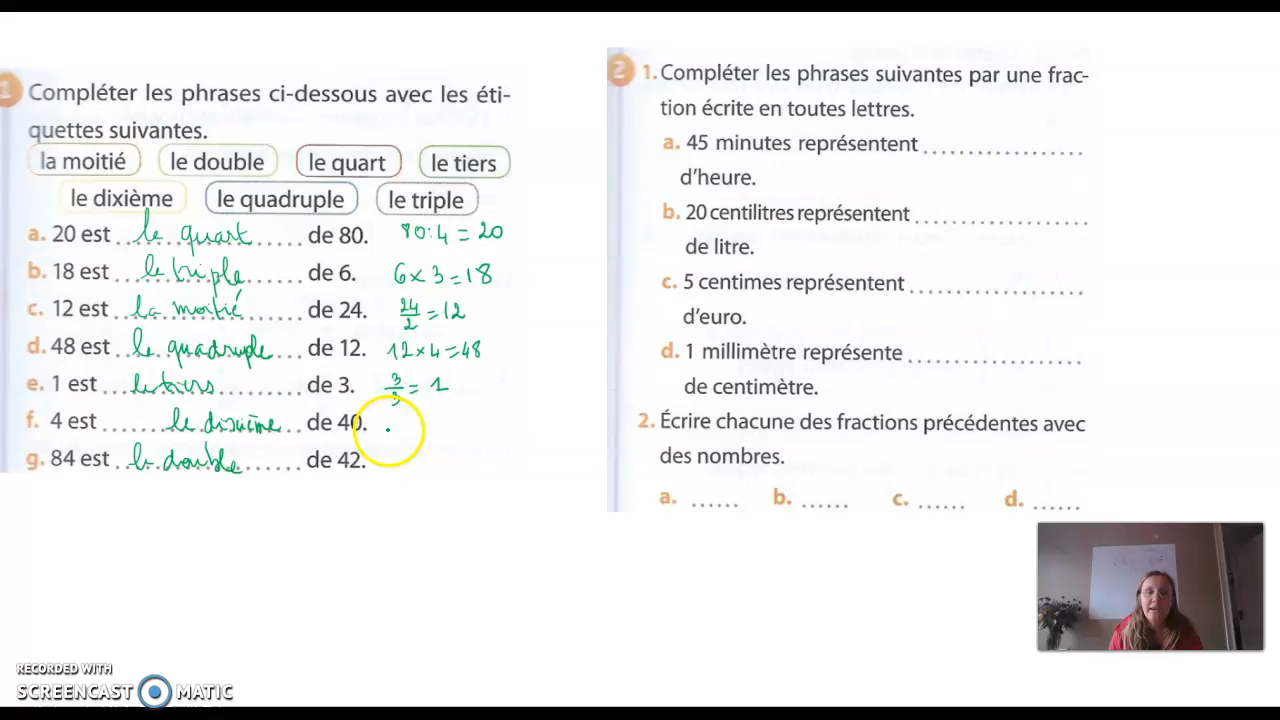 1 Compléter les phrases ci-dessous avec les éti-
quettes suivantes.
la moitié le double le quart le tiers
le dixième le quadruple le triple
a. 20 est ... le quart ... de 80. 80:4 = 20
b. 18 est ... le triple ... de 6. 6 x 3 = 18
c. 12 est ... la moitié ... de 24. 24/2 = 12
d. 48 est ... le quadruple ... de 12. 12 x 4 = 48
e. 1 est ... le tiers ... de 3. 3/3 = 1
f. 4 est ... le dixième ... de 40.
g. 84 est ... le double ... de 42.
2 1. Compléter les phrases suivantes par une frac-
tion écrite en toutes lettres.
a. 45 minutes représentent ..................
d'heure.
b. 20 centilitres représentent ..................
de litre.
c. 5 centimes représentent ..................
d'euro.
d. 1 millimètre représente ..................
de centimètre.
2. Écrire chacune des fractions précédentes avec
des nombres.
a. ...... b. ...... c. ...... d. ......
RECORDED WITH
SCREENCAST MATIC